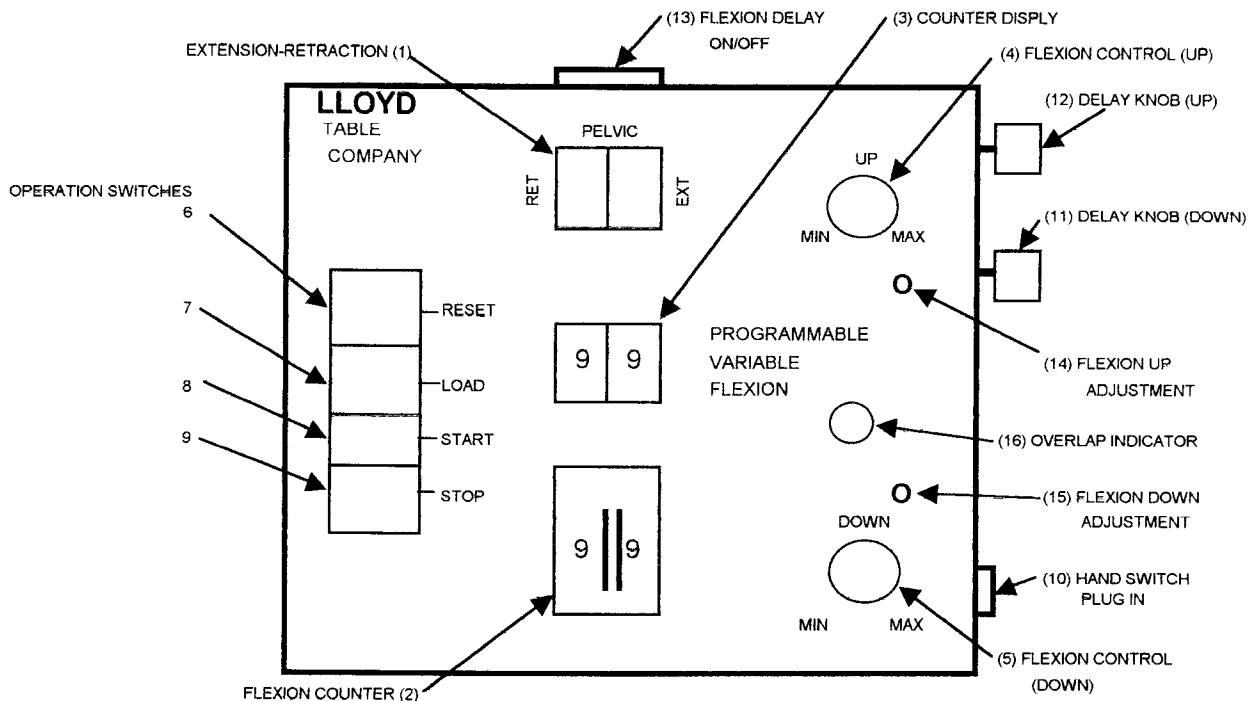 (13) FLEXION DELAY
ON/OFF
(3) COUNTER DISPLY
EXTENSION-RETRACTION (1)
(4) FLEXION CONTROL (UP)
LLOYD
TABLE
COMPANY
(12) DELAY KNOB (UP)
PELVIC
RET
EXT
UP
MIN
MAX
OPERATION SWITCHES
6
(11) DELAY KNOB (DOWN)
7
RESET
LOAD
8
START
9
STOP
9 9
PROGRAMMABLE
VARIABLE
FLEXION
(14) FLEXION UP
ADJUSTMENT
(16) OVERLAP INDICATOR
(15) FLEXION DOWN
ADJUSTMENT
DOWN
9 9
MIN
MAX
(10) HAND SWITCH
PLUG IN
(5) FLEXION CONTROL
(DOWN)
FLEXION COUNTER (2)